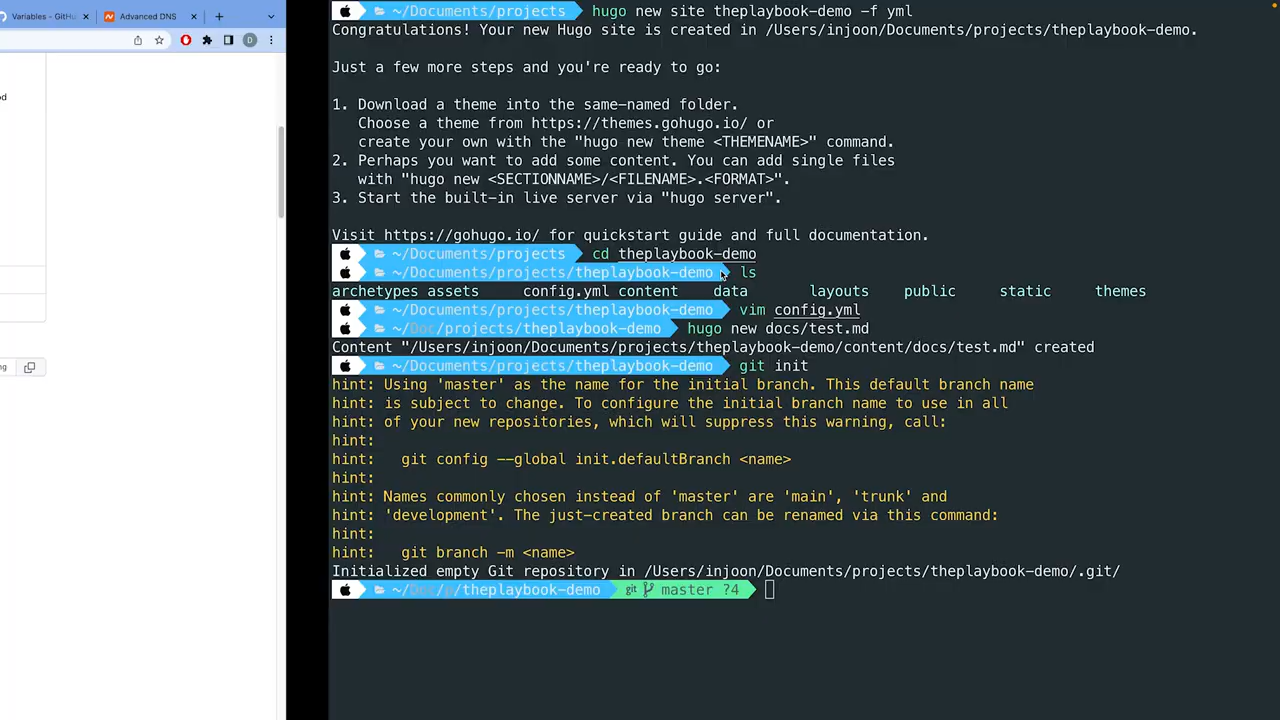 Variables - GitHu
Advanced DNS
D
od
ng
~/Documents/projects hugo new site theplaybook-demo -f yml
Congratulations! Your new Hugo site is created in /Users/injoon/Documents/projects/theplaybook-demo.
Just a few more steps and you're ready to go:
1. Download a theme into the same-named folder.
Choose a theme from https://themes.gohugo.io/ or
create your own with the "hugo new theme <THEMENAME>" command.
2. Perhaps you want to add some content. You can add single files
with "hugo new <SECTIONNAME>/<FILENAME>.<FORMAT>".
3. Start the built-in live server via "hugo server".
Visit https://gohugo.io/ for quickstart guide and full documentation.
~/Documents/projects cd theplaybook-demo
~/Documents/projects/theplaybook-demo ls
archetypes assets config.yml content data layouts public static themes
~/Documents/projects/theplaybook-demo vim config.yml
~/Doc/projects/theplaybook-demo hugo new docs/test.md
Content "/Users/injoon/Documents/projects/theplaybook-demo/content/docs/test.md" created
~/Documents/projects/theplaybook-demo git init
hint: Using 'master' as the name for the initial branch. This default branch name
hint: is subject to change. To configure the initial branch name to use in all
hint: of your new repositories, which will suppress this warning, call:
hint:
hint: git config --global init.defaultBranch <name>
hint:
hint: Names commonly chosen instead of 'master' are 'main', 'trunk' and
hint: 'development'. The just-created branch can be renamed via this command:
hint:
hint: git branch -m <name>
Initialized empty Git repository in /Users/injoon/Documents/projects/theplaybook-demo/.git/
~/Doc/p/theplaybook-demo git master ?4